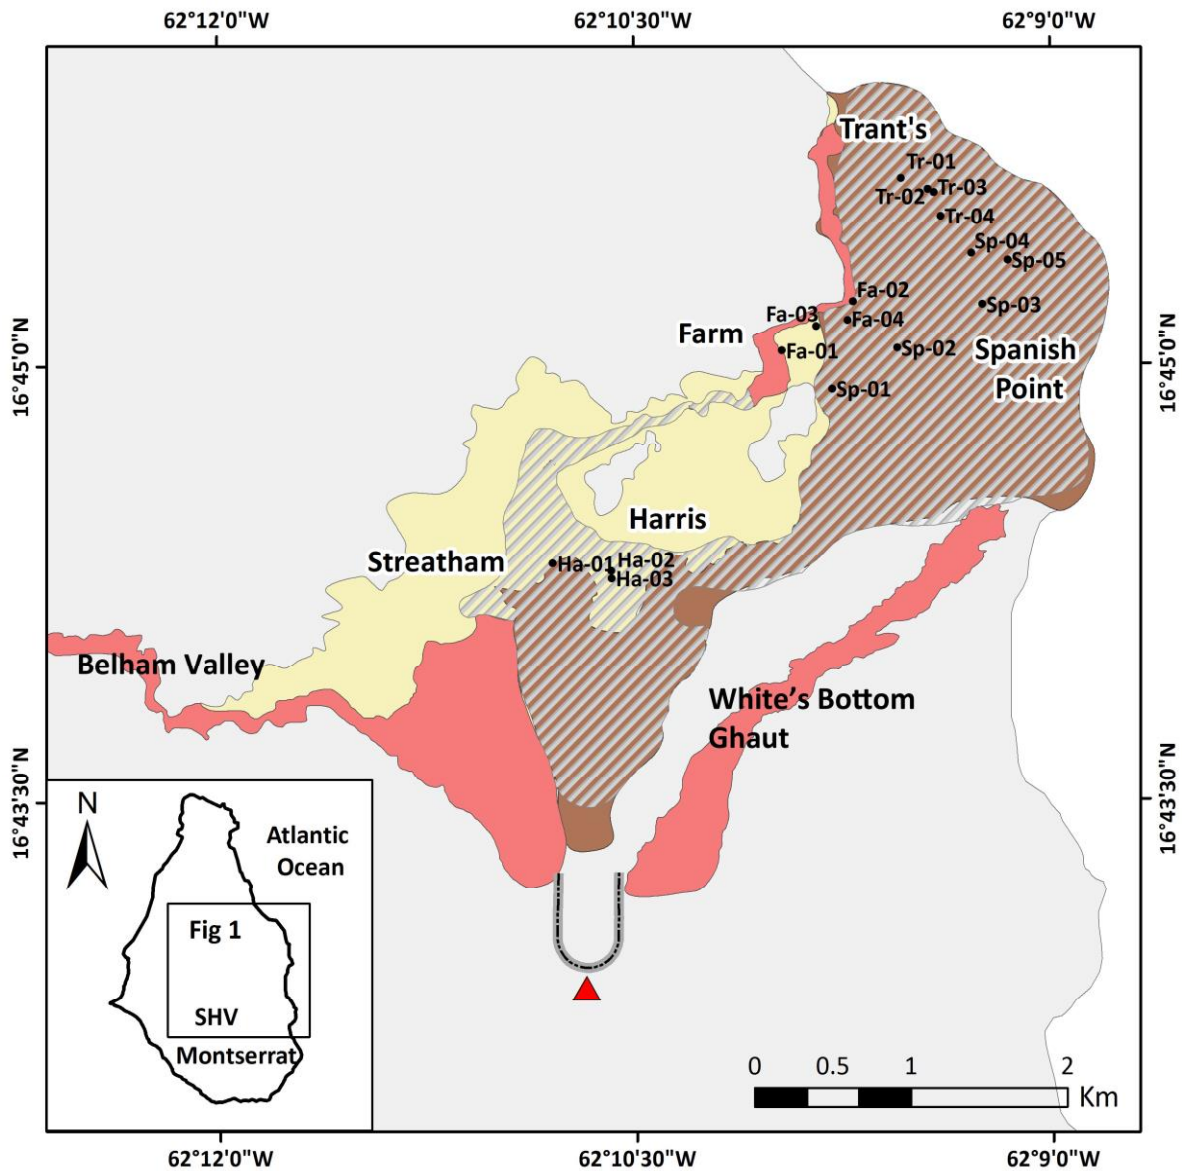 62°12'0"W
62°10'30"W
62°9'0"W
Trant's
Tr-01
Tr-02
Tr-03
Tr-04
Sp-04
Sp-05
Fa-02
Sp-03
Fa-03
Fa-04
Farm
Fa-01
Sp-02
Spanish
Point
Sp-01
16°45'0"N
16°45'0"N
Harris
Streatham
Ha-01
Ha-02
Ha-03
Belham Valley
White's Bottom
Ghaut
16°43'30"N
16°43'30"N
N
Atlantic
Ocean
Fig 1
SHV
Montserrat
0
0.5
1
2
Km
62°12'0"W
62°10'30"W
62°9'0"W